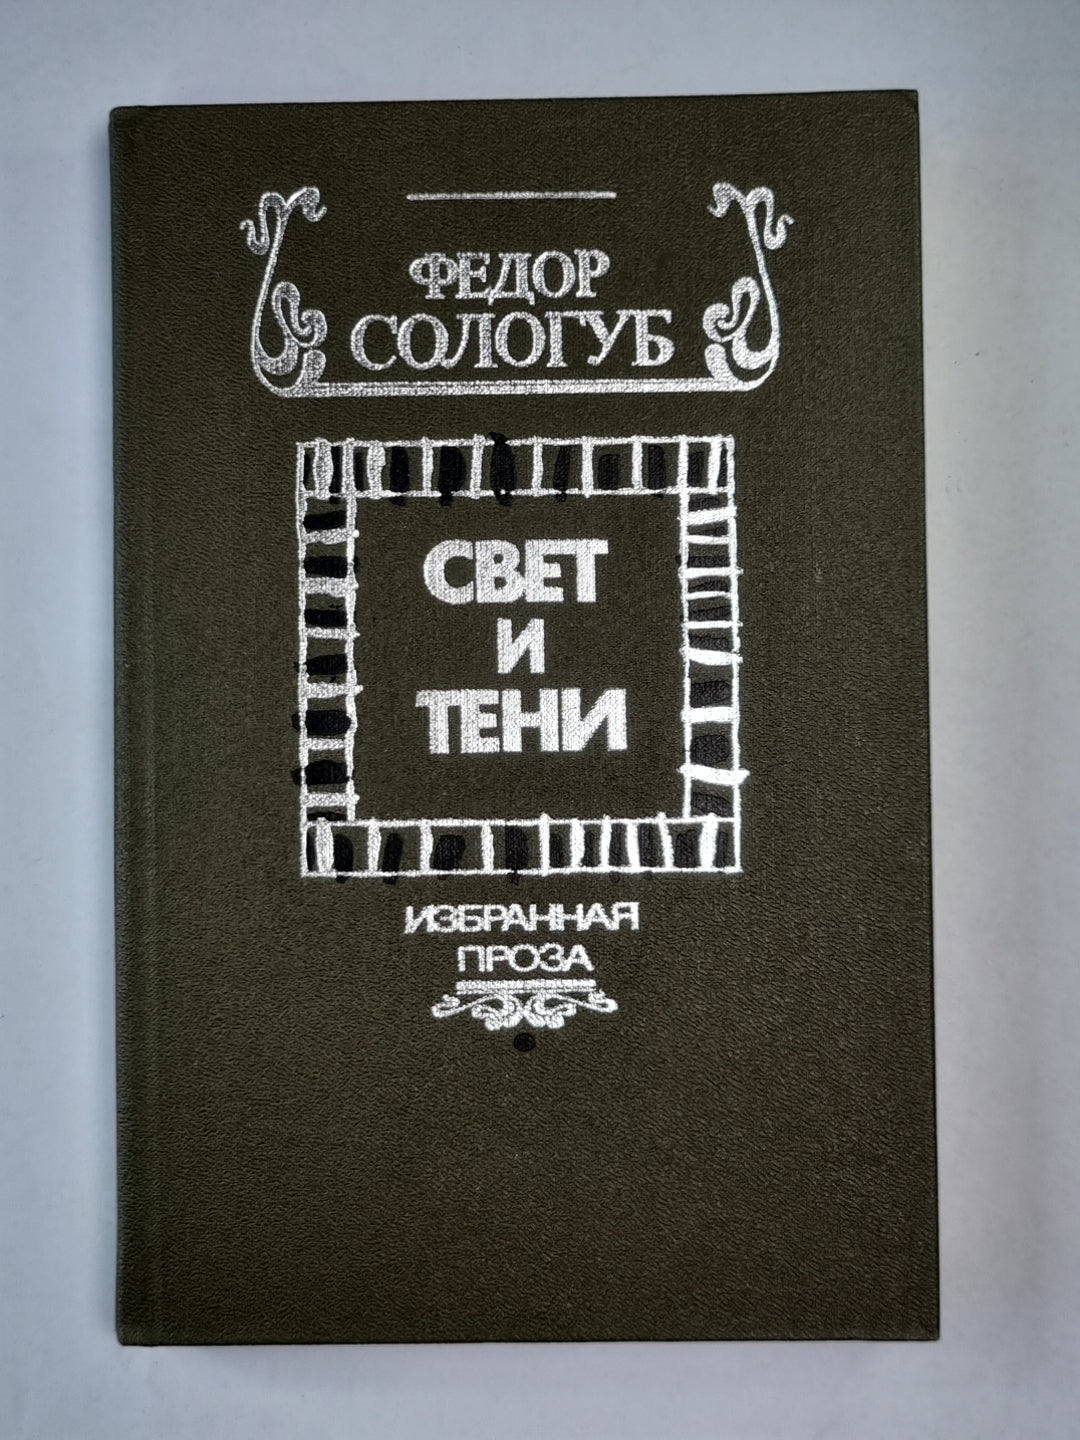 ФЕДОР
СОЛОГУБ
СВЕТ
И
ТЕНИ
ИЗБРАННАЯ
ПРОЗА